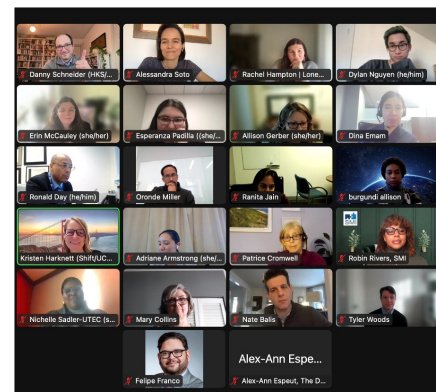 Danny Schneider (HKS/...
Alessandra Soto
Rachel Hampton | Lone...
Dylan Nguyen (he/him)
Erin McCauley (she/her)
Esperanza Padilla ((she/...
Allison Gerber (she/her)
Dina Emam
Ronald Day (he/him)
Oronde Miller
Ranita Jain
burgundi allison
SMI
Kristen Harknett (Shift/UC...
Adriane Armstrong (she/...
Patrice Cromwell
Robin Rivers, SMI
Nichelle Sadler-UTEC (s...
Mary Collins
Nate Balis
Tyler Woods
Alex-Ann Espe...
Felipe Franco
Alex-Ann Espeut, The D...